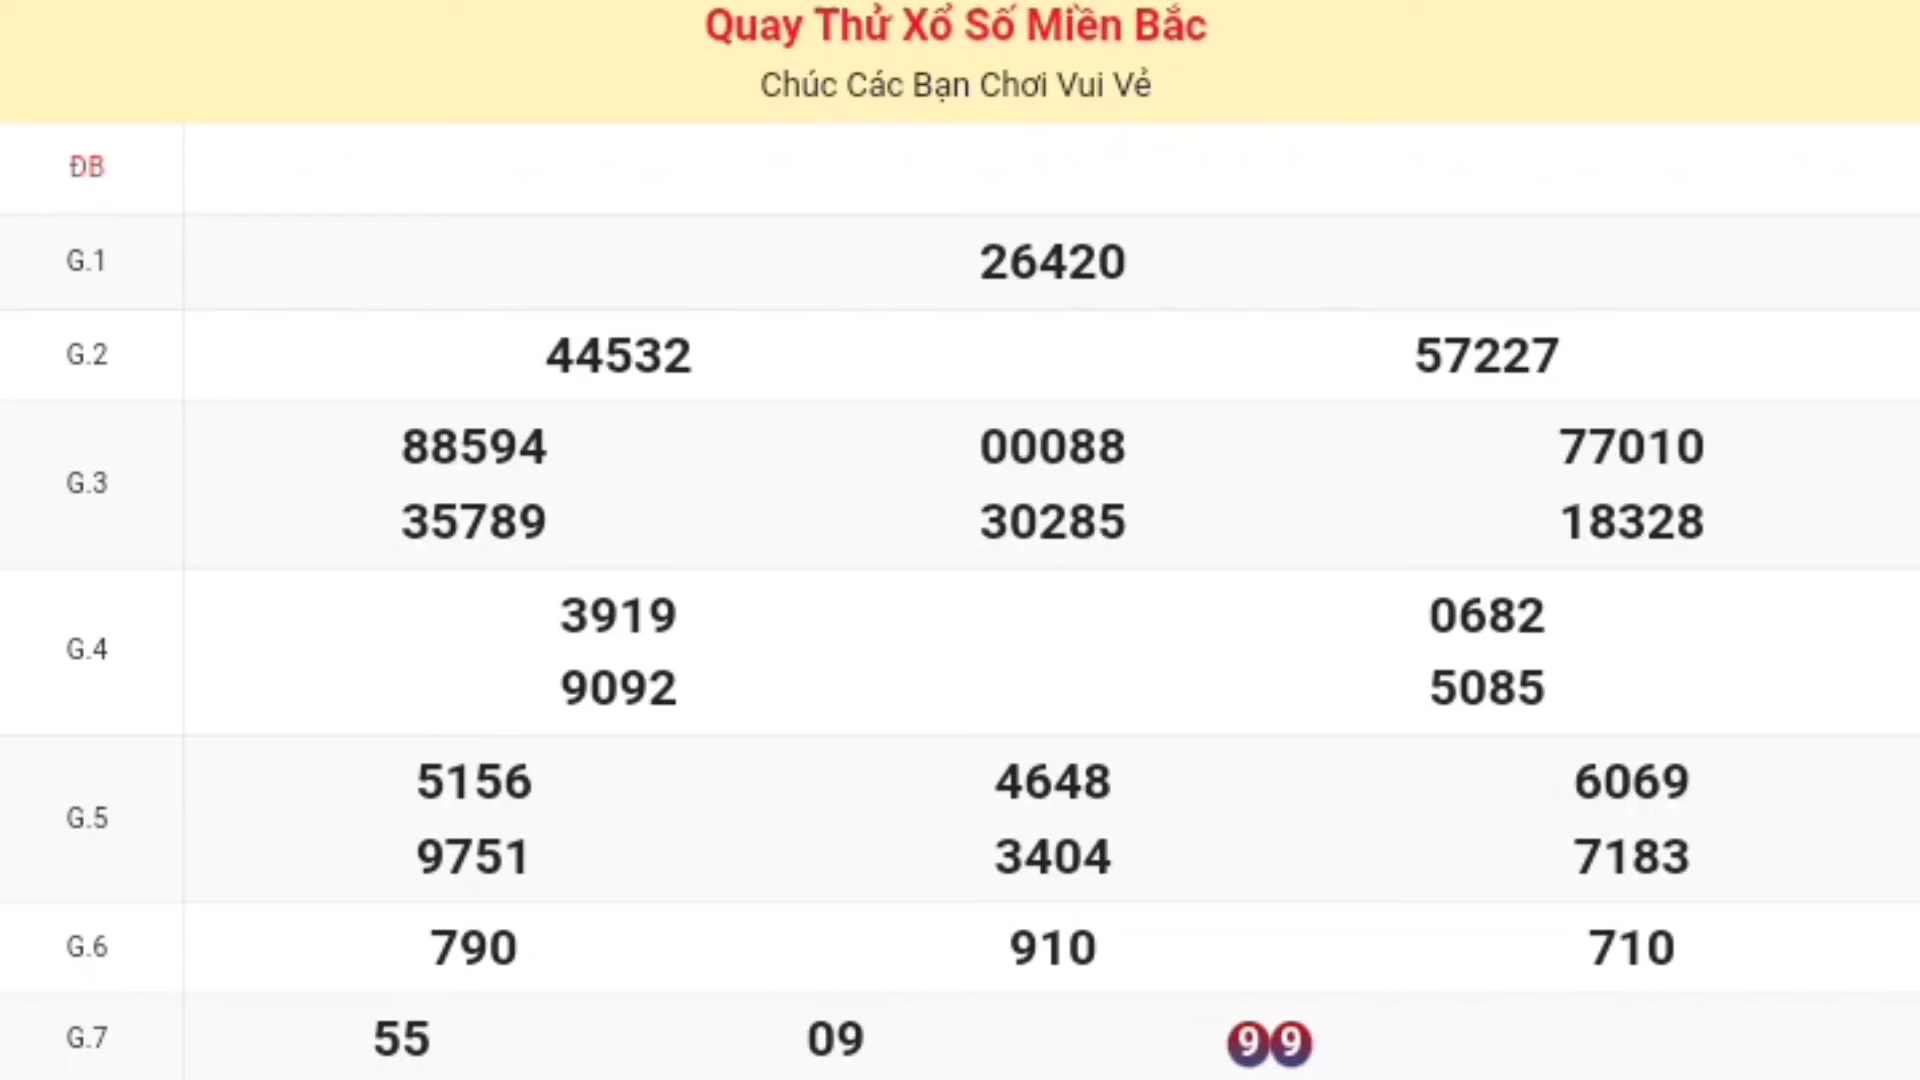 Quay Thử Xổ Số Miền Bắc
Chúc Các Bạn Chơi Vui Vẻ
ĐB
G.1 26420
G.2 44532 57227
G.3 88594 00088 77010
35789 30285 18328
G.4 3919 0682
9092 5085
G.5 5156 4648 6069
9751 3404 7183
G.6 790 910 710
G.7 55 09 99